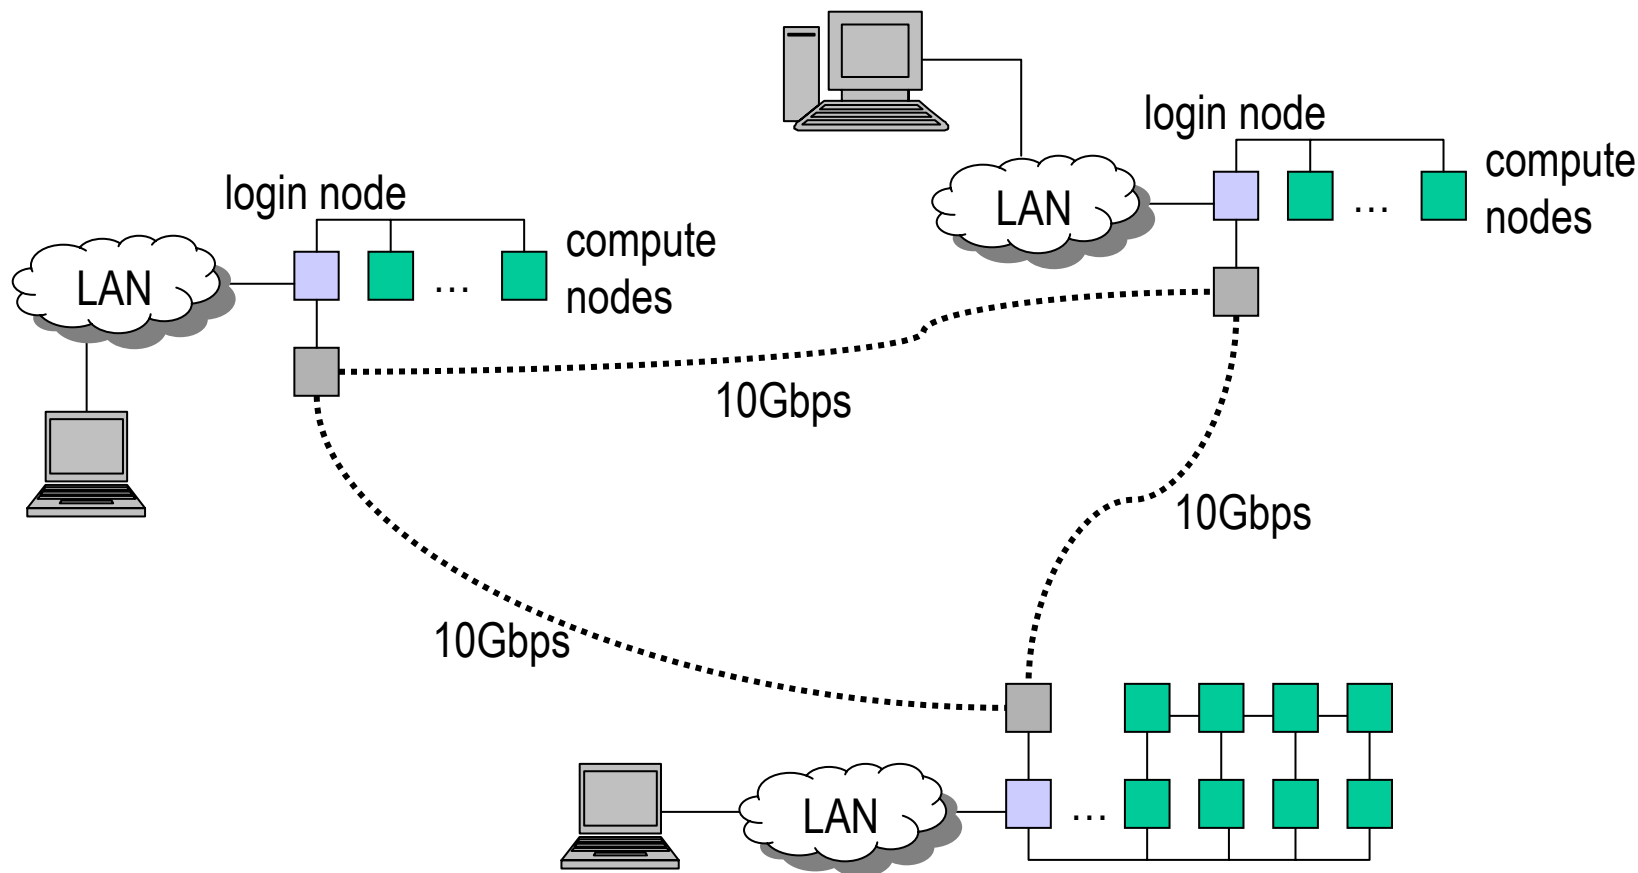 login node
compute
nodes
LAN
...
login node
compute
nodes
LAN
...
10Gbps
10Gbps
10Gbps
LAN
...